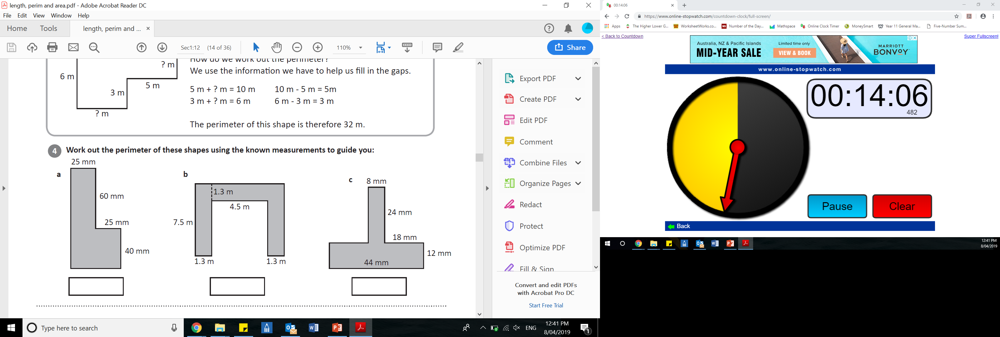 length, perim and area.pdf - Adobe Acrobat Reader DC
File Edit View Window Help
Home Tools length, perim and ... ×
Sec1:12 (14 of 36) 110% Share
? m
6 m
5 m
3 m
? m
How do we work out the perimeter?
We use the information we have to help us fill in the gaps.
5 m + ? m = 10 m 10 m - 5 m = 5m
3 m + ? m = 6 m 6 m - 3 m = 3 m
The perimeter of this shape is therefore 32 m.
4 Work out the perimeter of these shapes using the known measurements to guide you:
a
25 mm
60 mm
25 mm
40 mm
b
1.3 m
4.5 m
7.5 m
1.3 m 1.3 m
c
8 mm
24 mm
18 mm
12 mm
44 mm
Export PDF
Create PDF
Edit PDF
Comment
Combine Files
Organize Pages
Redact
Protect
Optimize PDF
Fill & Sign
Convert and edit PDFs
with Acrobat Pro DC
Start Free Trial
Type here to search
ENG
12:41 PM
8/04/2019
1
00:14:06
https://www.online-stopwatch.com/countdown-clock/full-screen/
Apps The Higher Lower G... WorksheetWorks.co... Number of the Day... Mathspace Online Clock Timer MoneySmart Year 11 General Ma... Five-Number Sum...
< Back to Countdown
Super Fullscreen!
Australia, NZ & Pacific Islands
MID-YEAR SALE
Limited time only
VIEW & BOOK
MARRIOTT
BONVOY
www.online-stopwatch.com
00:14:06
482
Pause Clear
Back
12:41 PM
8/04/2019